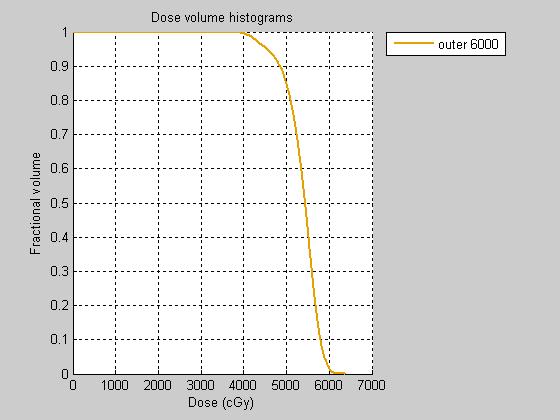 Dose volume histograms
outer 6000
1
0.9
0.8
0.7
0.6
0.5
0.4
0.3
0.2
0.1
0
Fractional volume
0 1000 2000 3000 4000 5000 6000 7000
Dose (cGy)